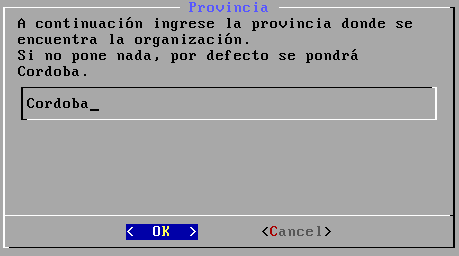 Provincia
A continuación ingrese la provincia donde se
encuentra la organización.
Si no pone nada, por defecto se pondrá
Cordoba.
Cordoba_
< OK > <Cancel>